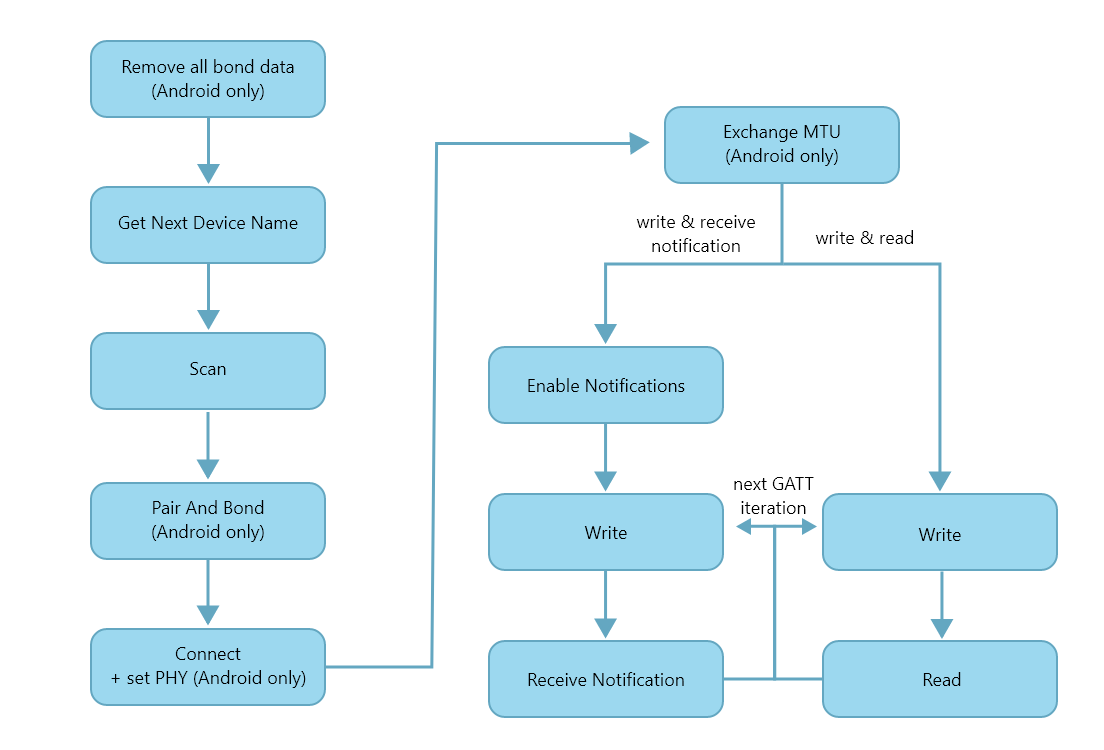 Remove all bond data
(Android only)
Get Next Device Name
Scan
Pair And Bond
(Android only)
Connect
+ set PHY (Android only)
Exchange MTU
(Android only)
write & receive
notification
write & read
Enable Notifications
next GATT
iteration
Write
Write
Receive Notification
Read